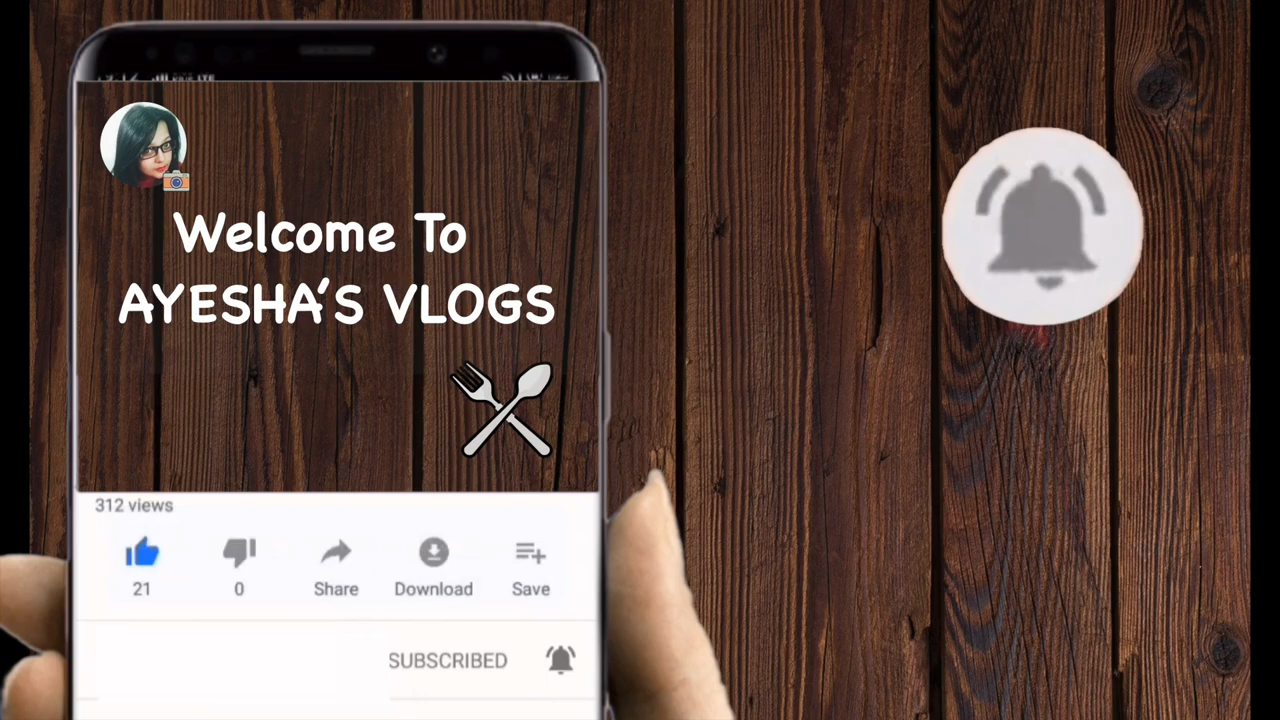 Welcome To
AYESHA'S VLOGS
312 views
21
0
Share
Download
Save
SUBSCRIBED